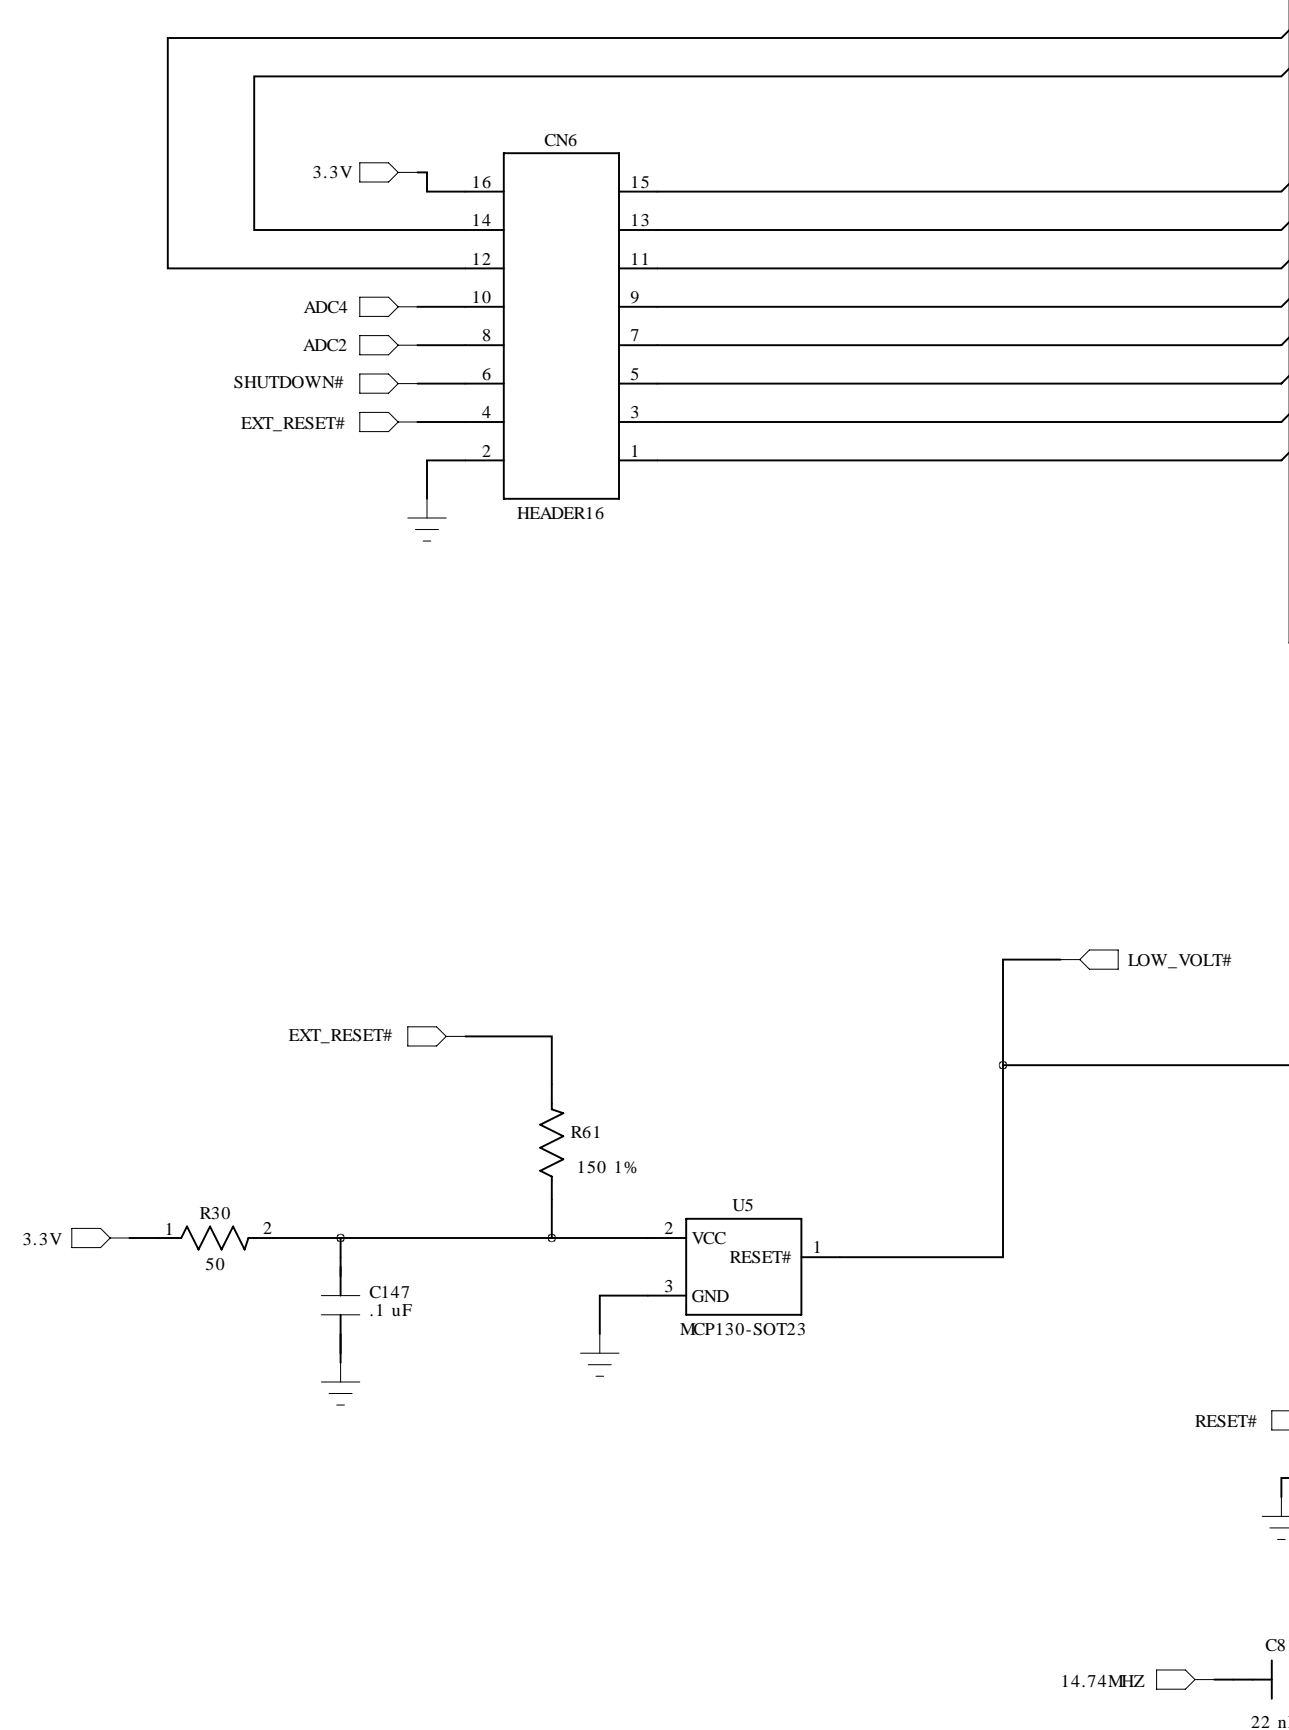 CN6
3.3V
16 15
14 13
12 11
ADC4 10 9
ADC2 8 7
SHUTDOWN# 6 5
EXT_RESET# 4 3
2 1
HEADER16
LOW_VOLT#
EXT_RESET#
R61
150 1%
U5
R30
3.3V 1 2 2 VCC
RESET# 1
50
C147 3 GND
.1 uF
MCP130-SOT23
RESET#
C8
14.74MHZ
22